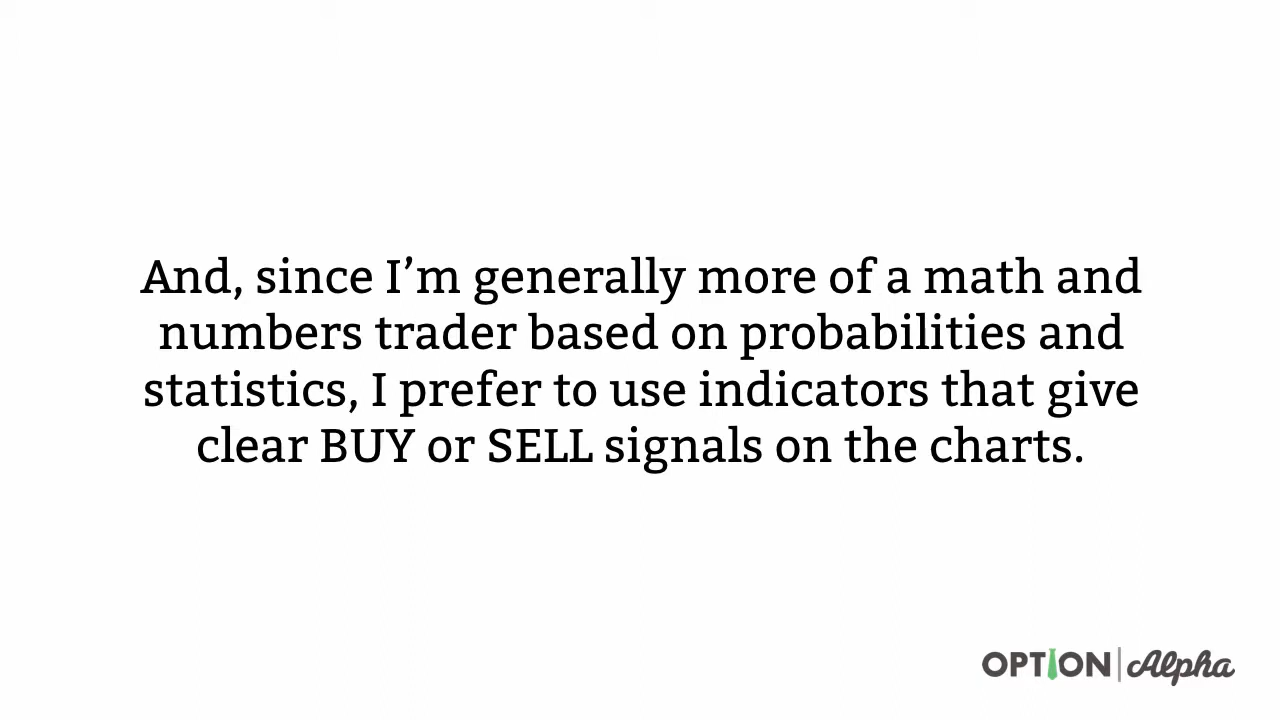 And, since I’m generally more of a math and
numbers trader based on probabilities and
statistics, I prefer to use indicators that give
clear BUY or SELL signals on the charts.
OPTION | Alpha